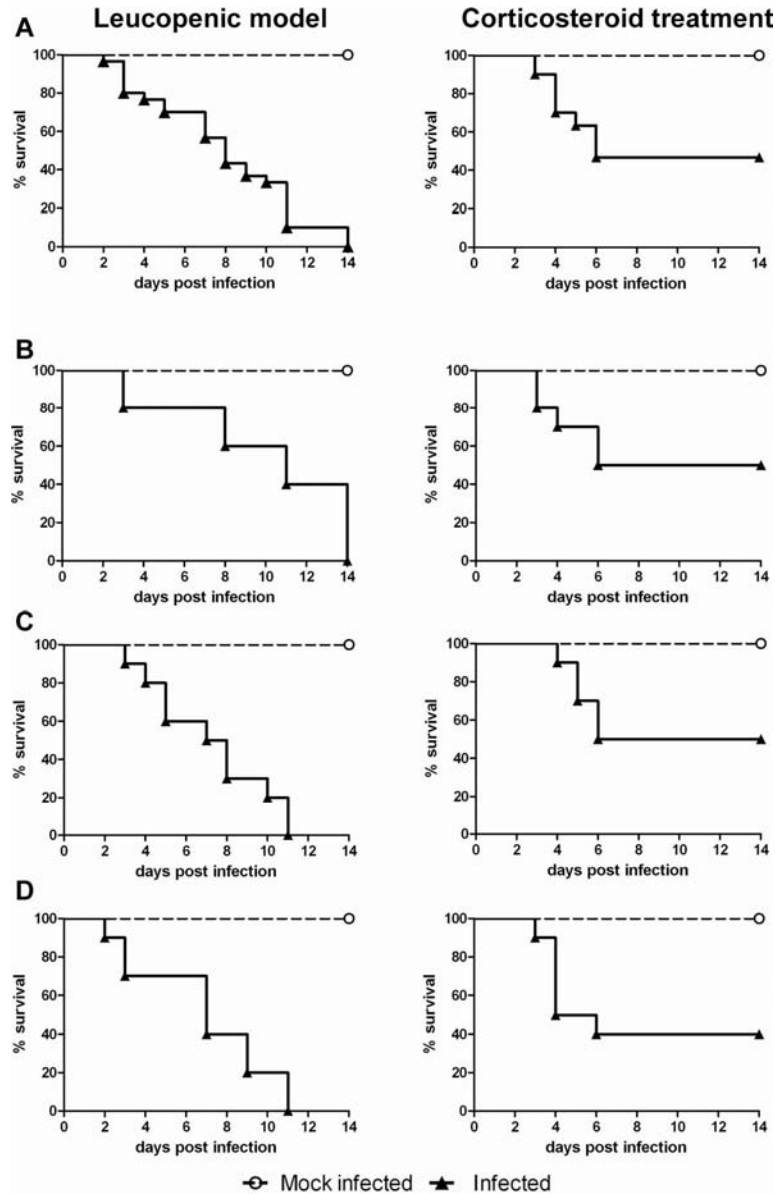 Leucopenic model Corticosteroid treatment
A
100 80 60 40 20 0
% survival
0 2 4 6 8 10 12 14
days post infection
100 80 60 40 20 0
% survival
0 2 4 6 8 10 12 14
days post infection
B
100 80 60 40 20 0
% survival
0 2 4 6 8 10 12 14
days post infection
100 80 60 40 20 0
% survival
0 2 4 6 8 10 12 14
days post infection
C
100 80 60 40 20 0
% survival
0 2 4 6 8 10 12 14
days post infection
100 80 60 40 20 0
% survival
0 2 4 6 8 10 12 14
days post infection
D
100 80 60 40 20 0
% survival
0 2 4 6 8 10 12 14
days post infection
100 80 60 40 20 0
% survival
0 2 4 6 8 10 12 14
days post infection
Mock infected Infected